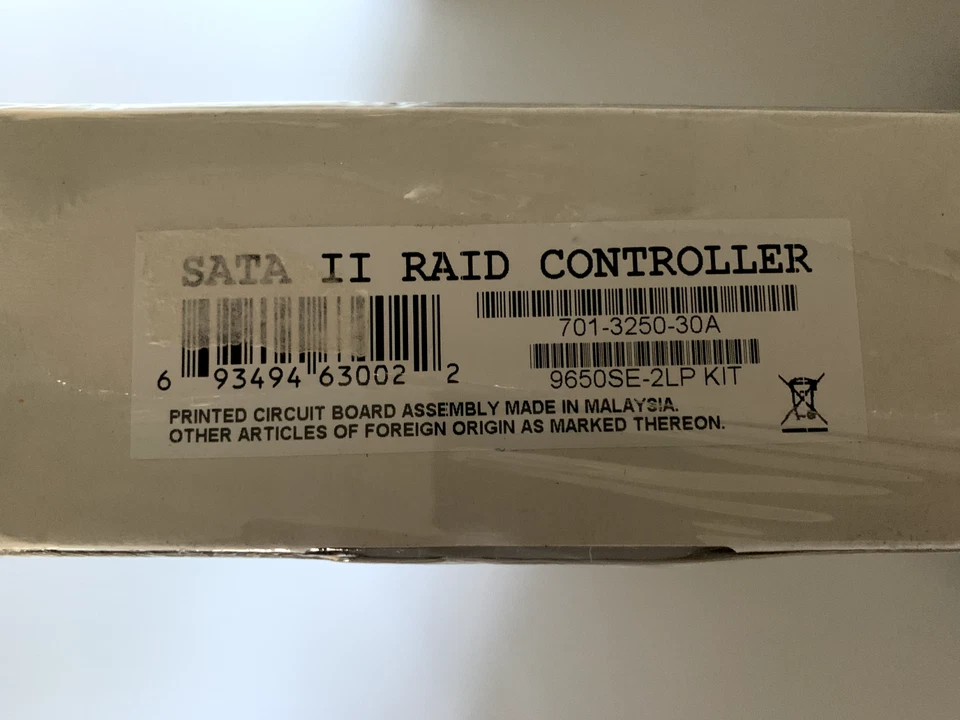 SATA II RAID CONTROLLER
701-3250-30A
6 93494 63002 2
9650SE-2LP KIT
PRINTED CIRCUIT BOARD ASSEMBLY MADE IN MALAYSIA.
OTHER ARTICLES OF FOREIGN ORIGIN AS MARKED THEREON.